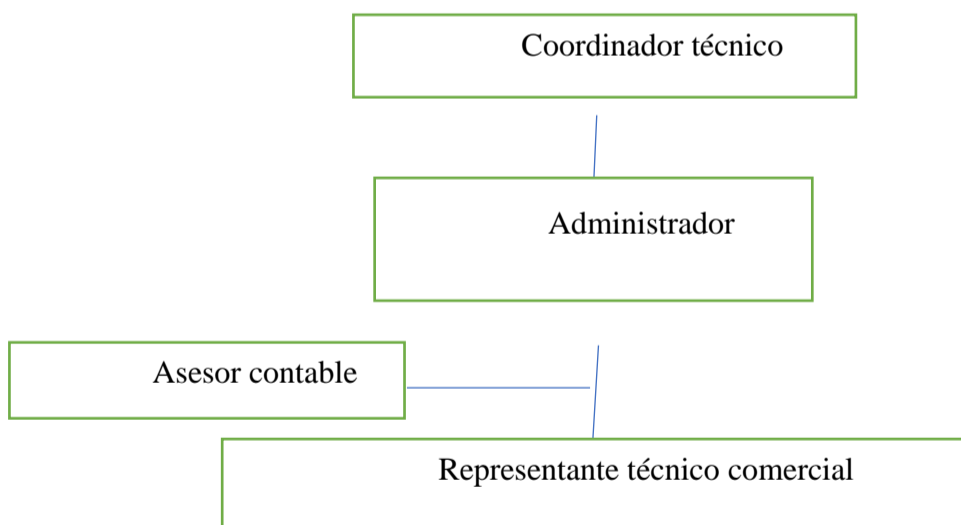 Coordinador técnico
Administrador
Asesor contable
Representante técnico comercial